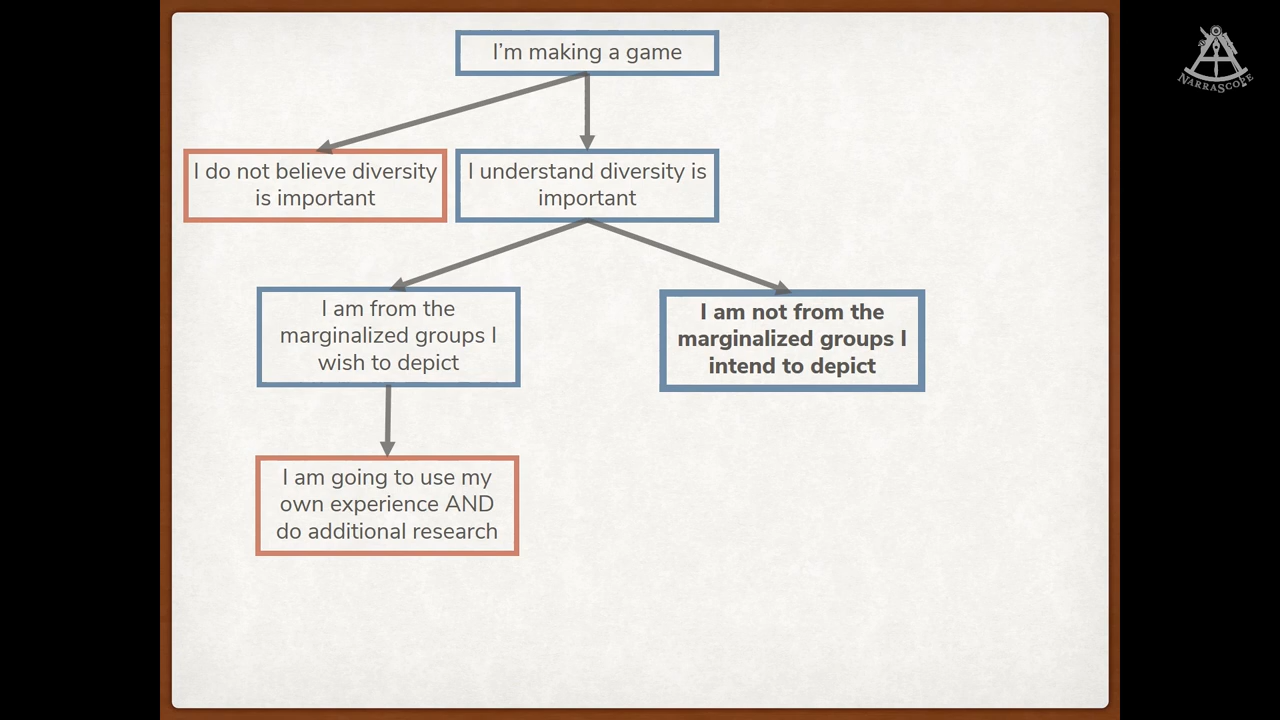 I'm making a game
NarraScope
I do not believe diversity
is important
I understand diversity is
important
I am from the
marginalized groups I
wish to depict
I am not from the
marginalized groups I
intend to depict
I am going to use my
own experience AND
do additional research